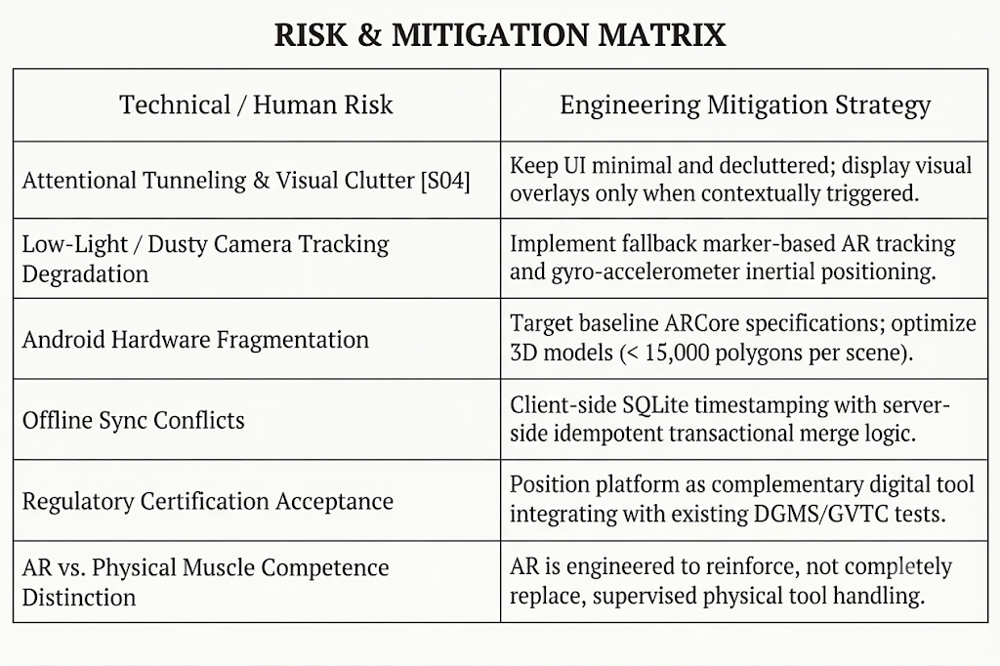 RISK & MITIGATION MATRIX
Technical / Human Risk
Engineering Mitigation Strategy
Attentional Tunneling & Visual Clutter [S04]
Keep UI minimal and decluttered; display visual
overlays only when contextually triggered.
Low-Light / Dusty Camera Tracking
Degradation
Implement fallback marker-based AR tracking
and gyro-accelerometer inertial positioning.
Android Hardware Fragmentation
Target baseline ARCore specifications; optimize
3D models (< 15,000 polygons per scene).
Offline Sync Conflicts
Client-side SQLite timestamping with server-
side idempotent transactional merge logic.
Regulatory Certification Acceptance
Position platform as complementary digital tool
integrating with existing DGMS/GVTC tests.
AR vs. Physical Muscle Competence
Distinction
AR is engineered to reinforce, not completely
replace, supervised physical tool handling.